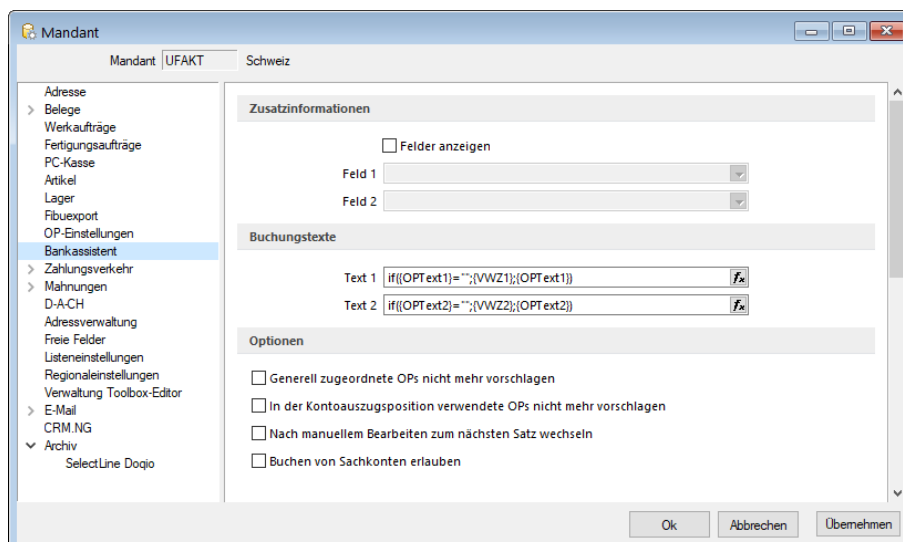 Mandant
Mandant UFAKT Schweiz
Adresse
Belege
Werkaufträge
Fertigungsaufträge
PC-Kasse
Artikel
Lager
Fibuexport
OP-Einstellungen
Bankassistent
Zahlungsverkehr
Mahnungen
D-A-CH
Adressverwaltung
Freie Felder
Listeneinstellungen
Regionaleinstellungen
Verwaltung Toolbox-Editor
E-Mail
CRM.NG
Archiv
SelectLine Doqio
Zusatzinformationen
Felder anzeigen
Feld 1
Feld 2
Buchungstexte
Text 1 if({OPText1}="";{VWZ1};{OPText1}) fx
Text 2 if({OPText2}="";{VWZ2};{OPText2}) fx
Optionen
Generell zugeordnete OPs nicht mehr vorschlagen
In der Kontoauszugsposition verwendete OPs nicht mehr vorschlagen
Nach manuellem Bearbeiten zum nächsten Satz wechseln
Buchen von Sachkonten erlauben
Ok Abbrechen Übernehmen